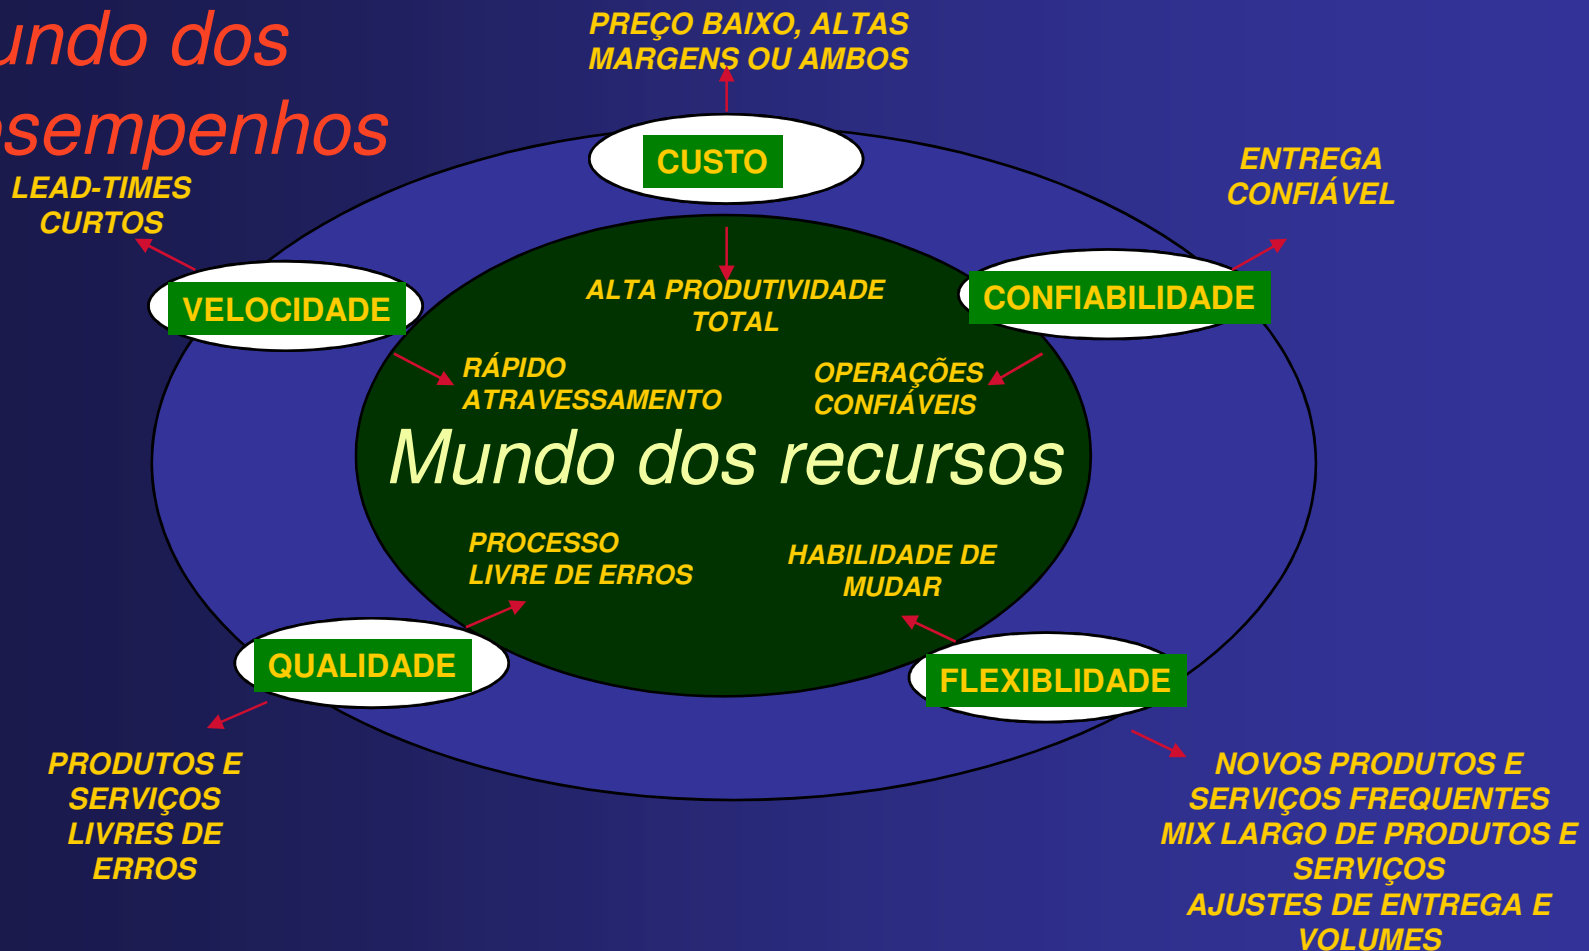 undo dos
esempenhos
PREÇO BAIXO, ALTAS
MARGENS OU AMBOS
CUSTO
ENTREGA
CONFIÁVEL
LEAD-TIMES
CURTOS
VELOCIDADE
CONFIABILIDADE
ALTA PRODUTIVIDADE
TOTAL
RÁPIDO
ATRAVESSAMENTO
OPERAÇÕES
CONFIÁVEIS
Mundo dos recursos
PROCESSO
LIVRE DE ERROS
HABILIDADE DE
MUDAR
QUALIDADE
FLEXIBLIDADE
PRODUTOS E
SERVIÇOS
LIVRES DE
ERROS
NOVOS PRODUTOS E
SERVIÇOS FREQUENTES
MIX LARGO DE PRODUTOS E
SERVIÇOS
AJUSTES DE ENTREGA E
VOLUMES